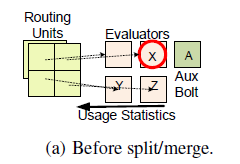 Routing
Units
Evaluators
X
A
Aux
Bolt
Y
Z
Usage Statistics
(a) Before split/merge.